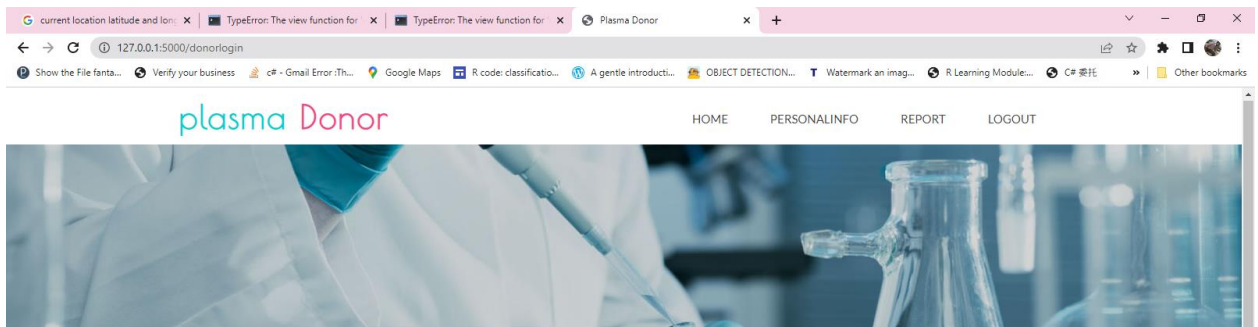 current location latitude and long
TypeError: The view function for
TypeError: The view function for
Plasma Donor
127.0.0.1:5000/donorlogin
Show the File fanta...
Verify your business
c# - Gmail Error :Th...
Google Maps
R code: classificatio...
A gentle introducti...
OBJECT DETECTION...
Watermark an imag...
R Learning Module:...
C# 委托
»
Other bookmarks
plasma Donor
HOME PERSONALINFO REPORT LOGOUT